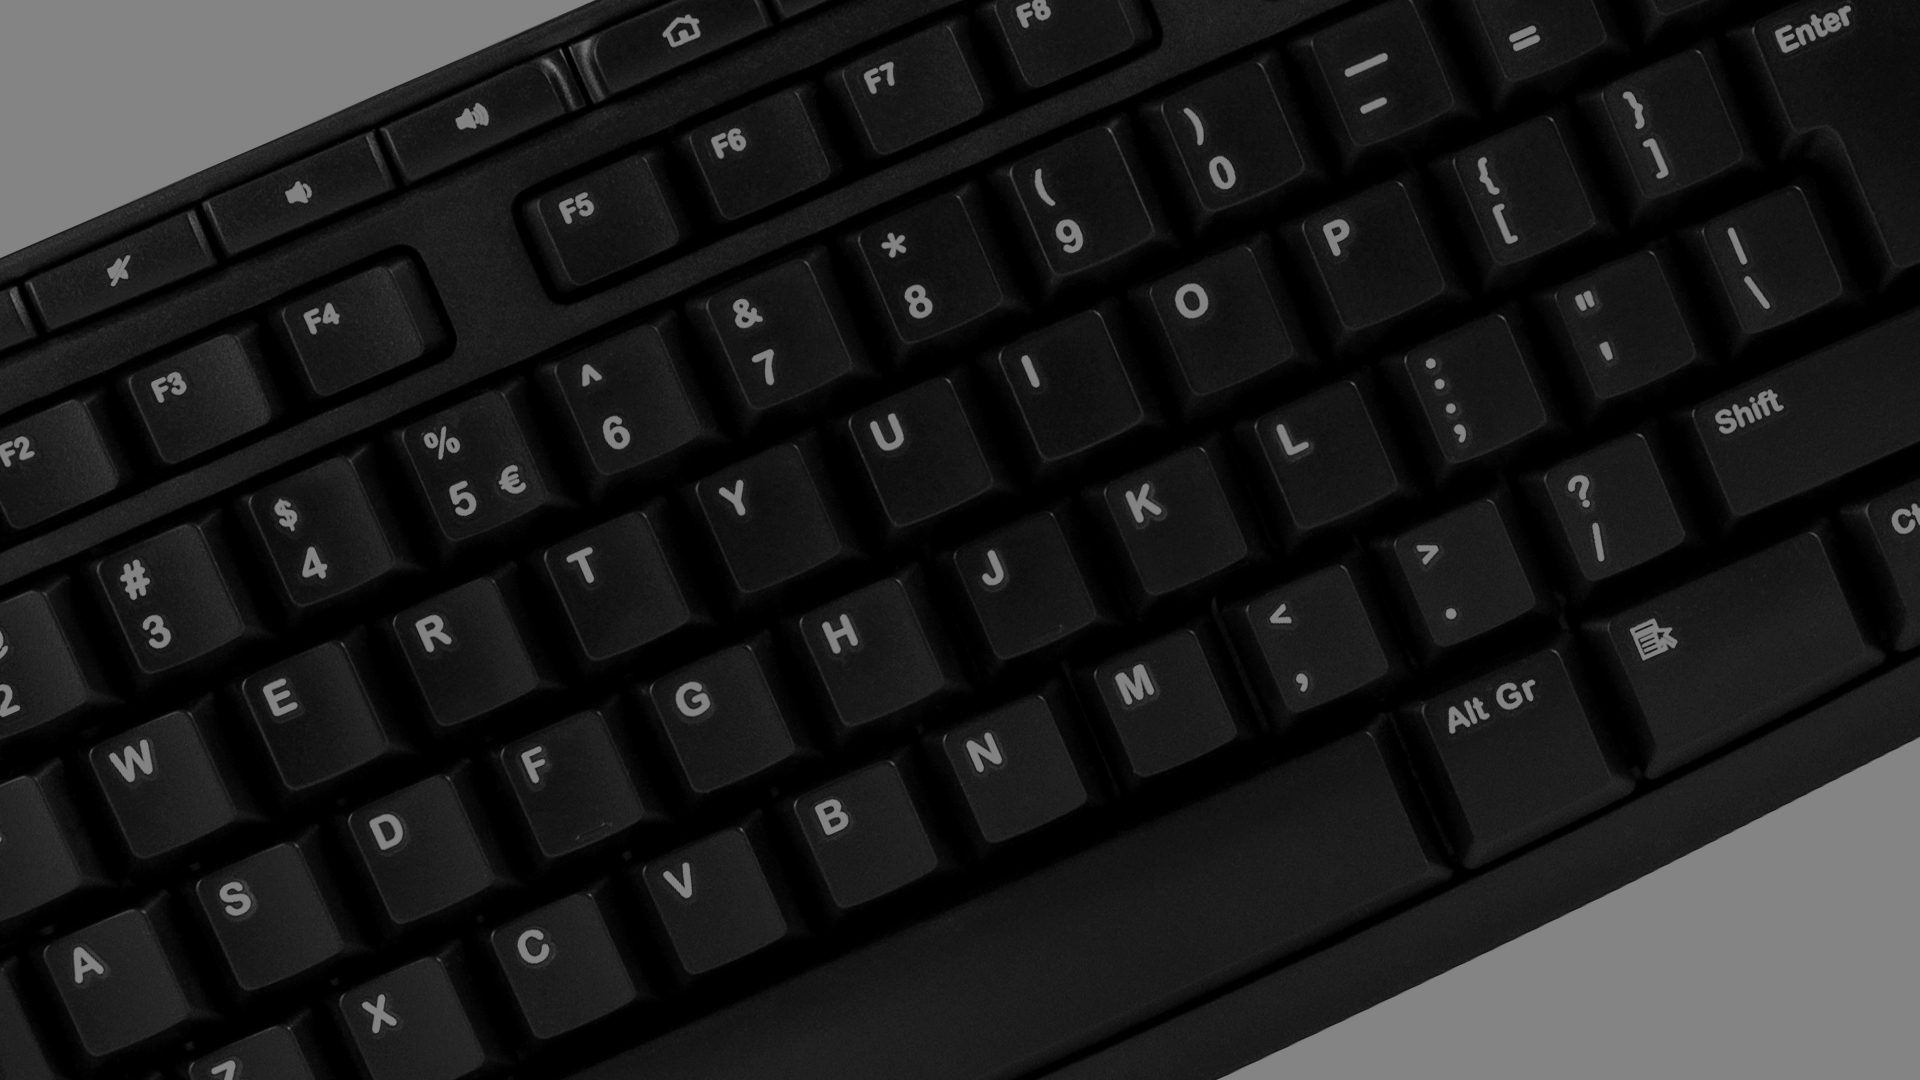 F2 F3 F4 F5 F6 F7 F8
# $ % ^ & * ( ) — =
2 3 4 5 € 6 7 8 9 0 -
W E R T Y U I O P { [ } ] Enter
A S D F G H J K L : ; " ' | \
Z X C V B N M < , > . ? / Shift
Alt Gr